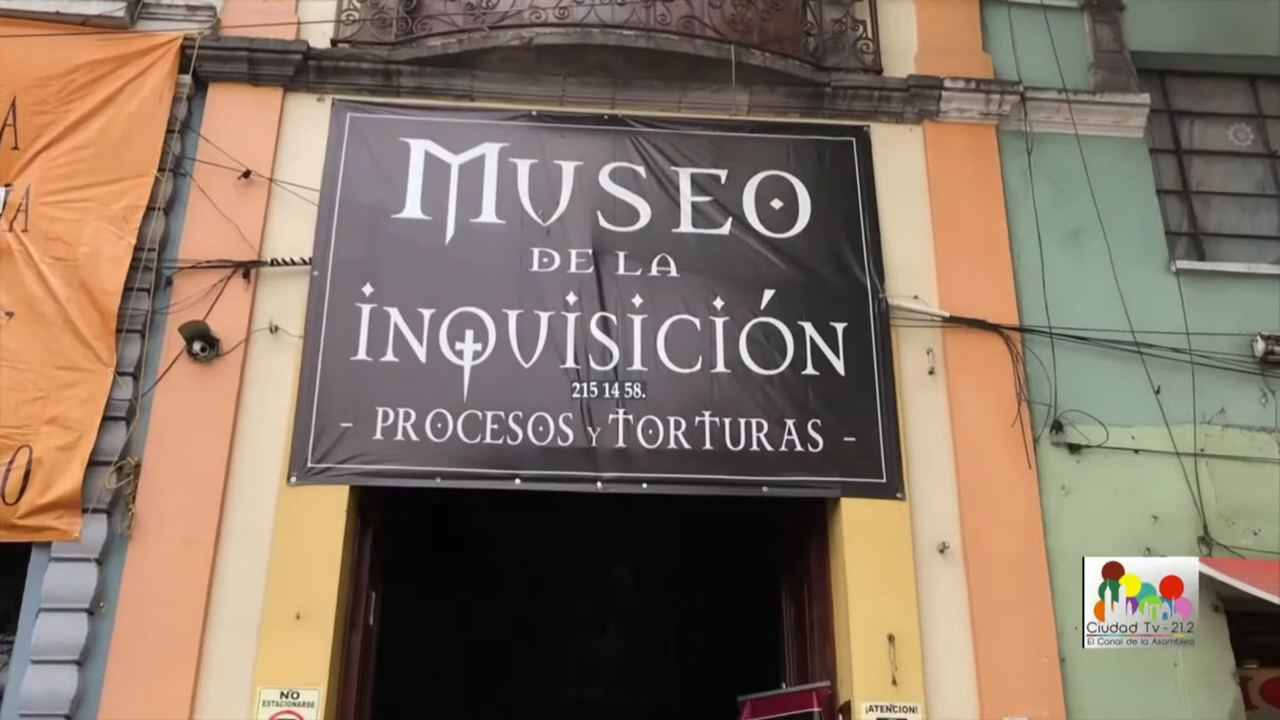 MUSEO
DE LA
INQUISICIÓN
215 14 58.
- PROCESOS Y TORTURAS -
A
A
O
NO
ESTACIONARSE
¡ATENCION!
Ciudad Tv - 21.2
El Canal de la Asamblea